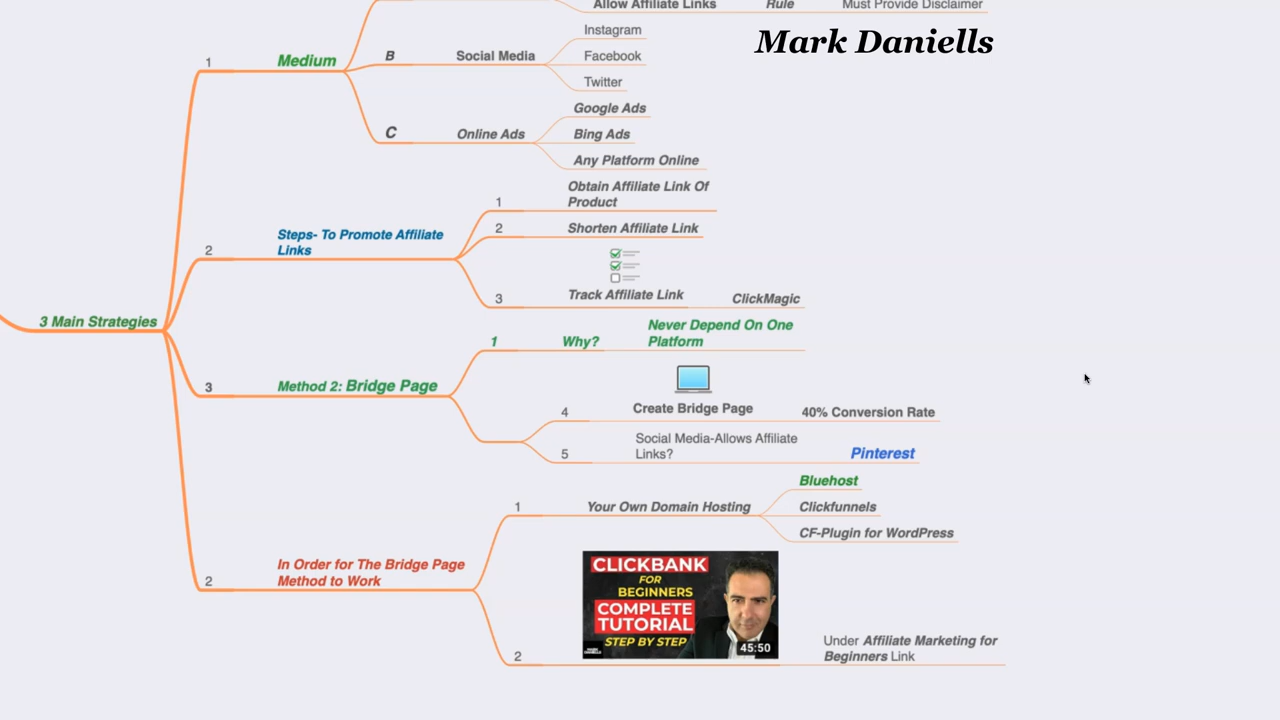 Allow Affiliate Links
Rule
Must Provide Disclaimer
Mark Daniells
3 Main Strategies
1
Medium
B
Social Media
Instagram
Facebook
Twitter
C
Online Ads
Google Ads
Bing Ads
Any Platform Online
2
Steps- To Promote Affiliate
Links
1
Obtain Affiliate Link Of
Product
2
Shorten Affiliate Link
3
Track Affiliate Link
ClickMagic
3
Method 2: Bridge Page
1
Why?
Never Depend On One
Platform
4
Create Bridge Page
40% Conversion Rate
5
Social Media-Allows Affiliate
Links?
Pinterest
2
In Order for The Bridge Page
Method to Work
1
Your Own Domain Hosting
Bluehost
Clickfunnels
CF-Plugin for WordPress
2
CLICKBANK
FOR
BEGINNERS
COMPLETE
TUTORIAL
STEP BY STEP
MARK
DANIELLS
45:50
Under Affiliate Marketing for
Beginners Link